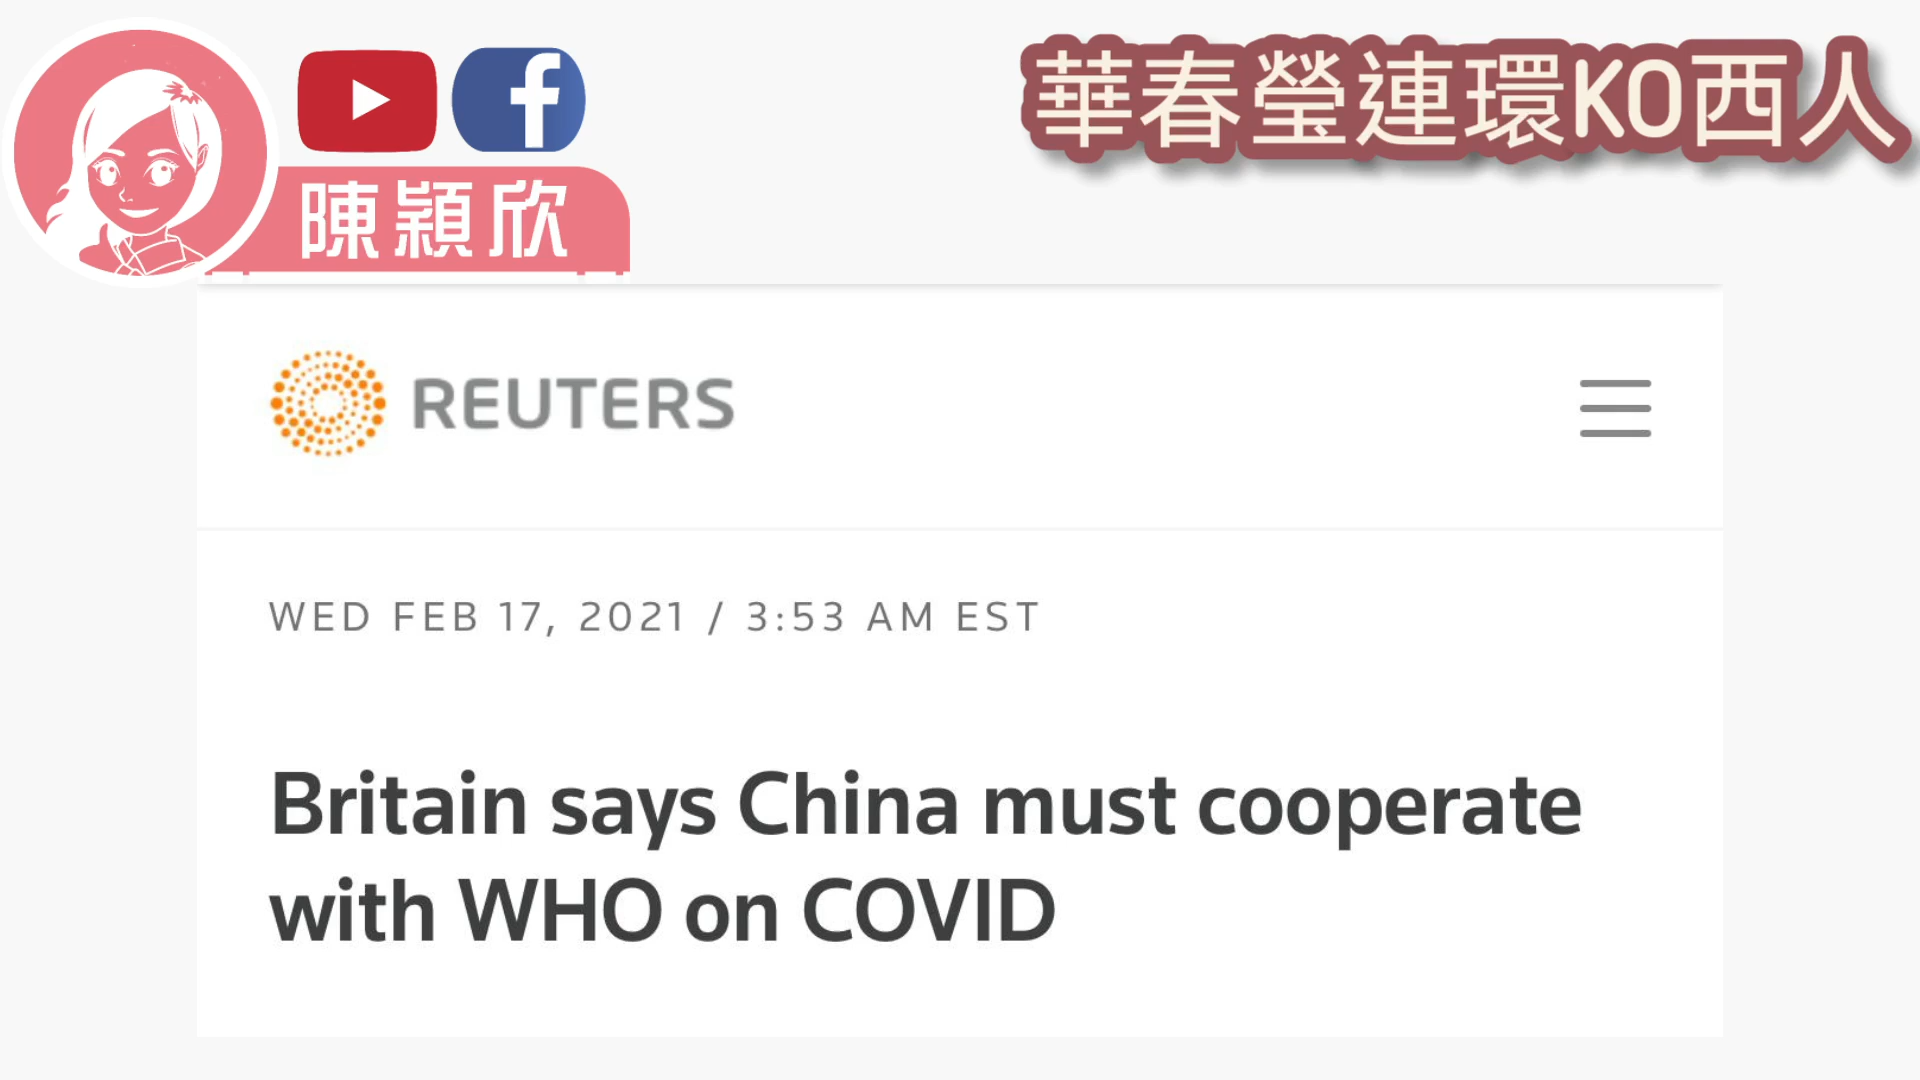 華春瑩連環KO西人
陳穎欣
REUTERS
WED FEB 17, 2021 / 3:53 AM EST
Britain says China must cooperate
with WHO on COVID